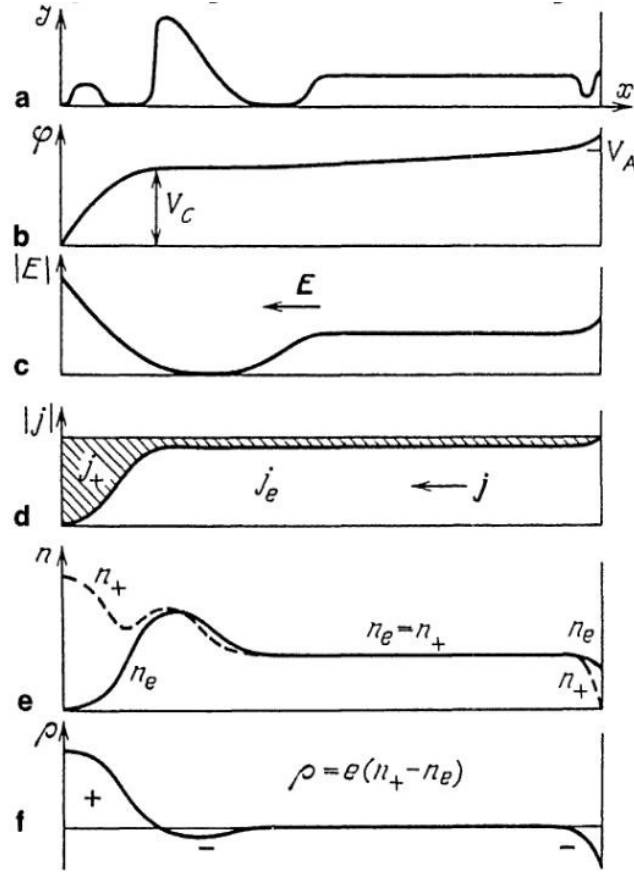 J
x
a
φ
V_C
V_A
b
|E|
E
c
|j|
j_+
j_e
j
d
n
n_+
n_e
n_e=n_+
n_e
n_+
e
ρ
ρ=e(n_+-n_e)
+
f
−
−